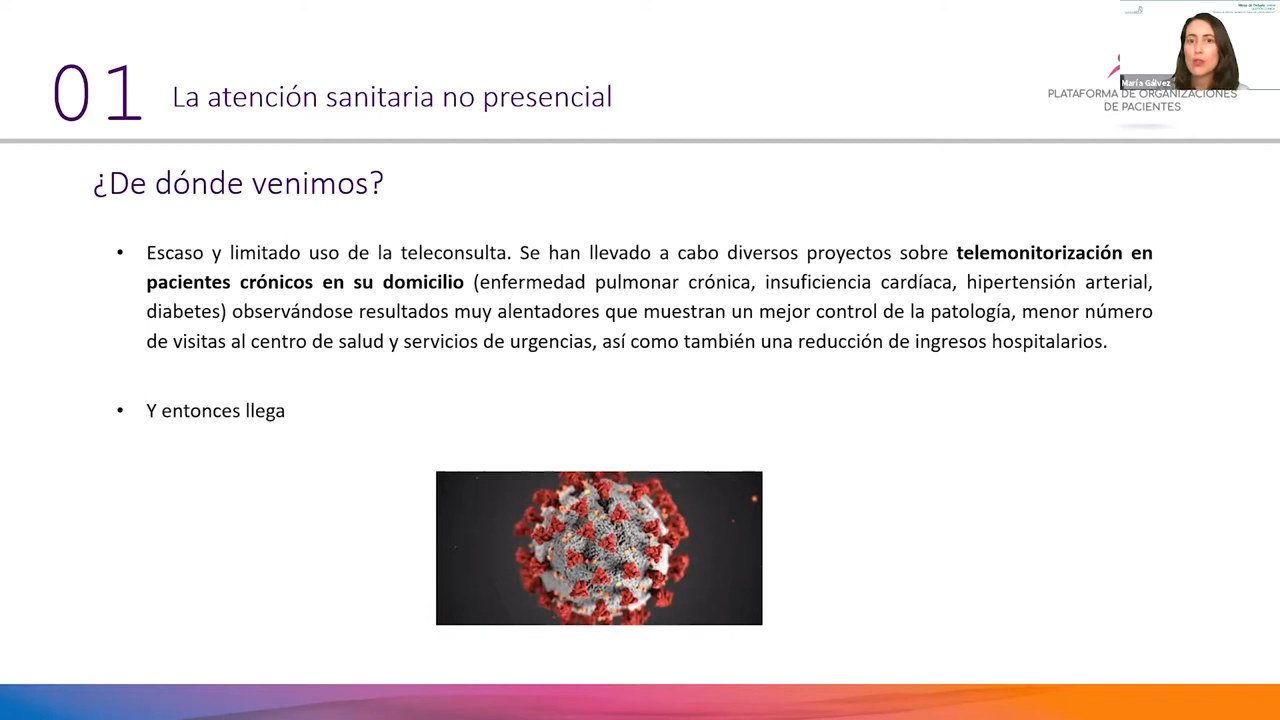 01 La atención sanitaria no presencial
María Gálvez
PLATAFORMA DE ORGANIZACIONES
DE PACIENTES
¿De dónde venimos?
• Escaso y limitado uso de la teleconsulta. Se han llevado a cabo diversos proyectos sobre telemonitorización en
pacientes crónicos en su domicilio (enfermedad pulmonar crónica, insuficiencia cardíaca, hipertensión arterial,
diabetes) observándose resultados muy alentadores que muestran un mejor control de la patología, menor número
de visitas al centro de salud y servicios de urgencias, así como también una reducción de ingresos hospitalarios.
• Y entonces llega